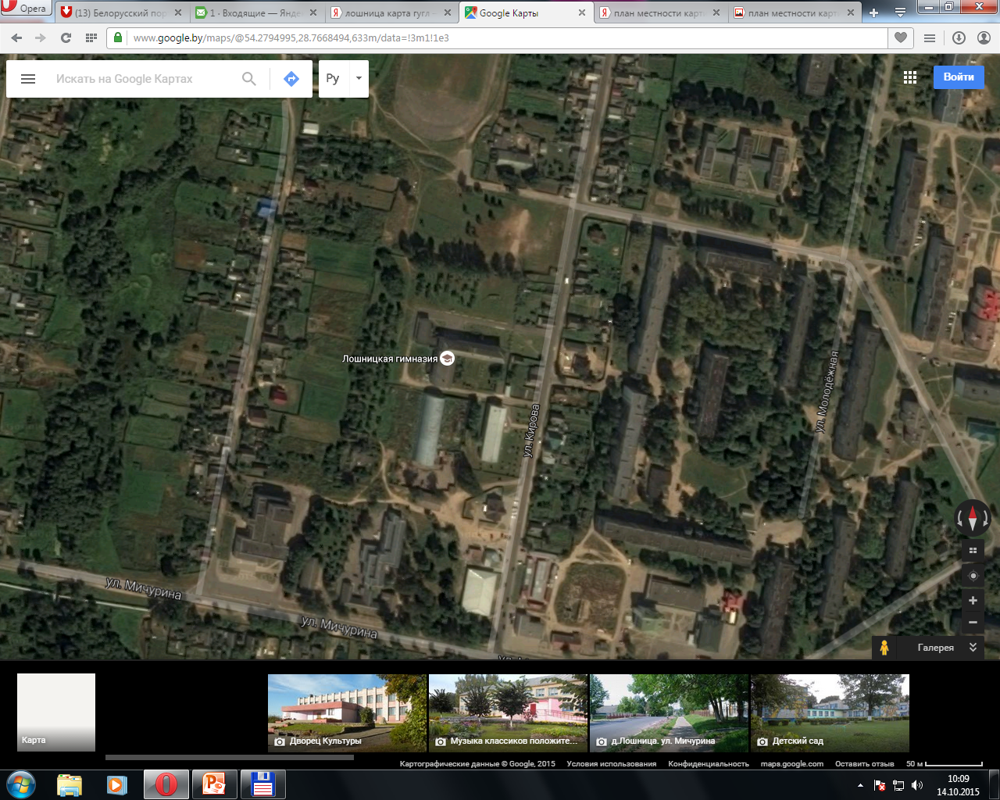 Opera
(13) Белорусский пор
1 · Входящие — Янде
лошница карта гугл –
Google Карты
план местности карт
план местности карт
www.google.by/maps/@54.2794995,28.7668494,633m/data=!3m1!1e3
Искать на Google Картах
Ру
Войти
Лошницкая гимназия
ул. Кирова
ул. Молодёжная
ул. Мичурина
ул. Мичурина
Галерея
Карта
Дворец Культуры
Музыка классиков положите...
д.Лошница. ул. Мичурина
Детский сад
Картографические данные © Google, 2015
Условия использования
Конфиденциальность
maps.google.com
Оставить отзыв
50 м
10:09
14.10.2015